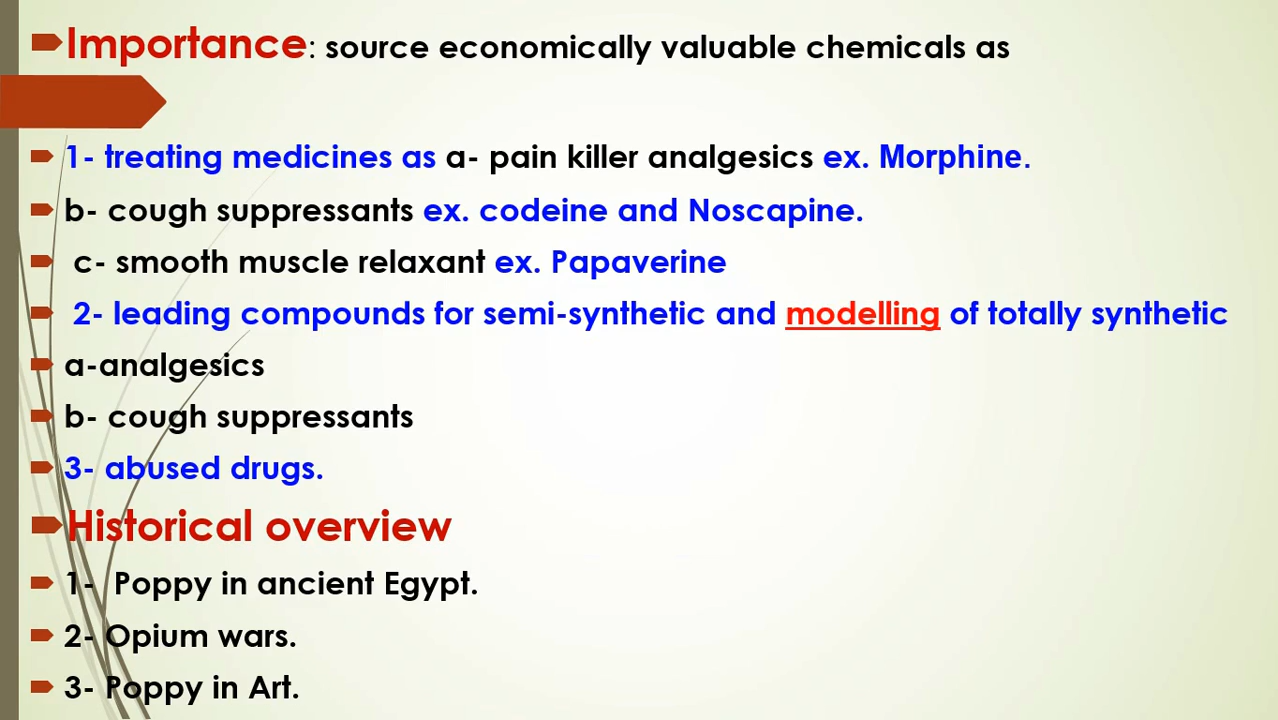 Importance: source economically valuable chemicals as
1- treating medicines as a- pain killer analgesics ex. Morphine.
b- cough suppressants ex. codeine and Noscapine.
c- smooth muscle relaxant ex. Papaverine
2- leading compounds for semi-synthetic and modelling of totally synthetic
a-analgesics
b- cough suppressants
3- abused drugs.
Historical overview
1- Poppy in ancient Egypt.
2- Opium wars.
3- Poppy in Art.